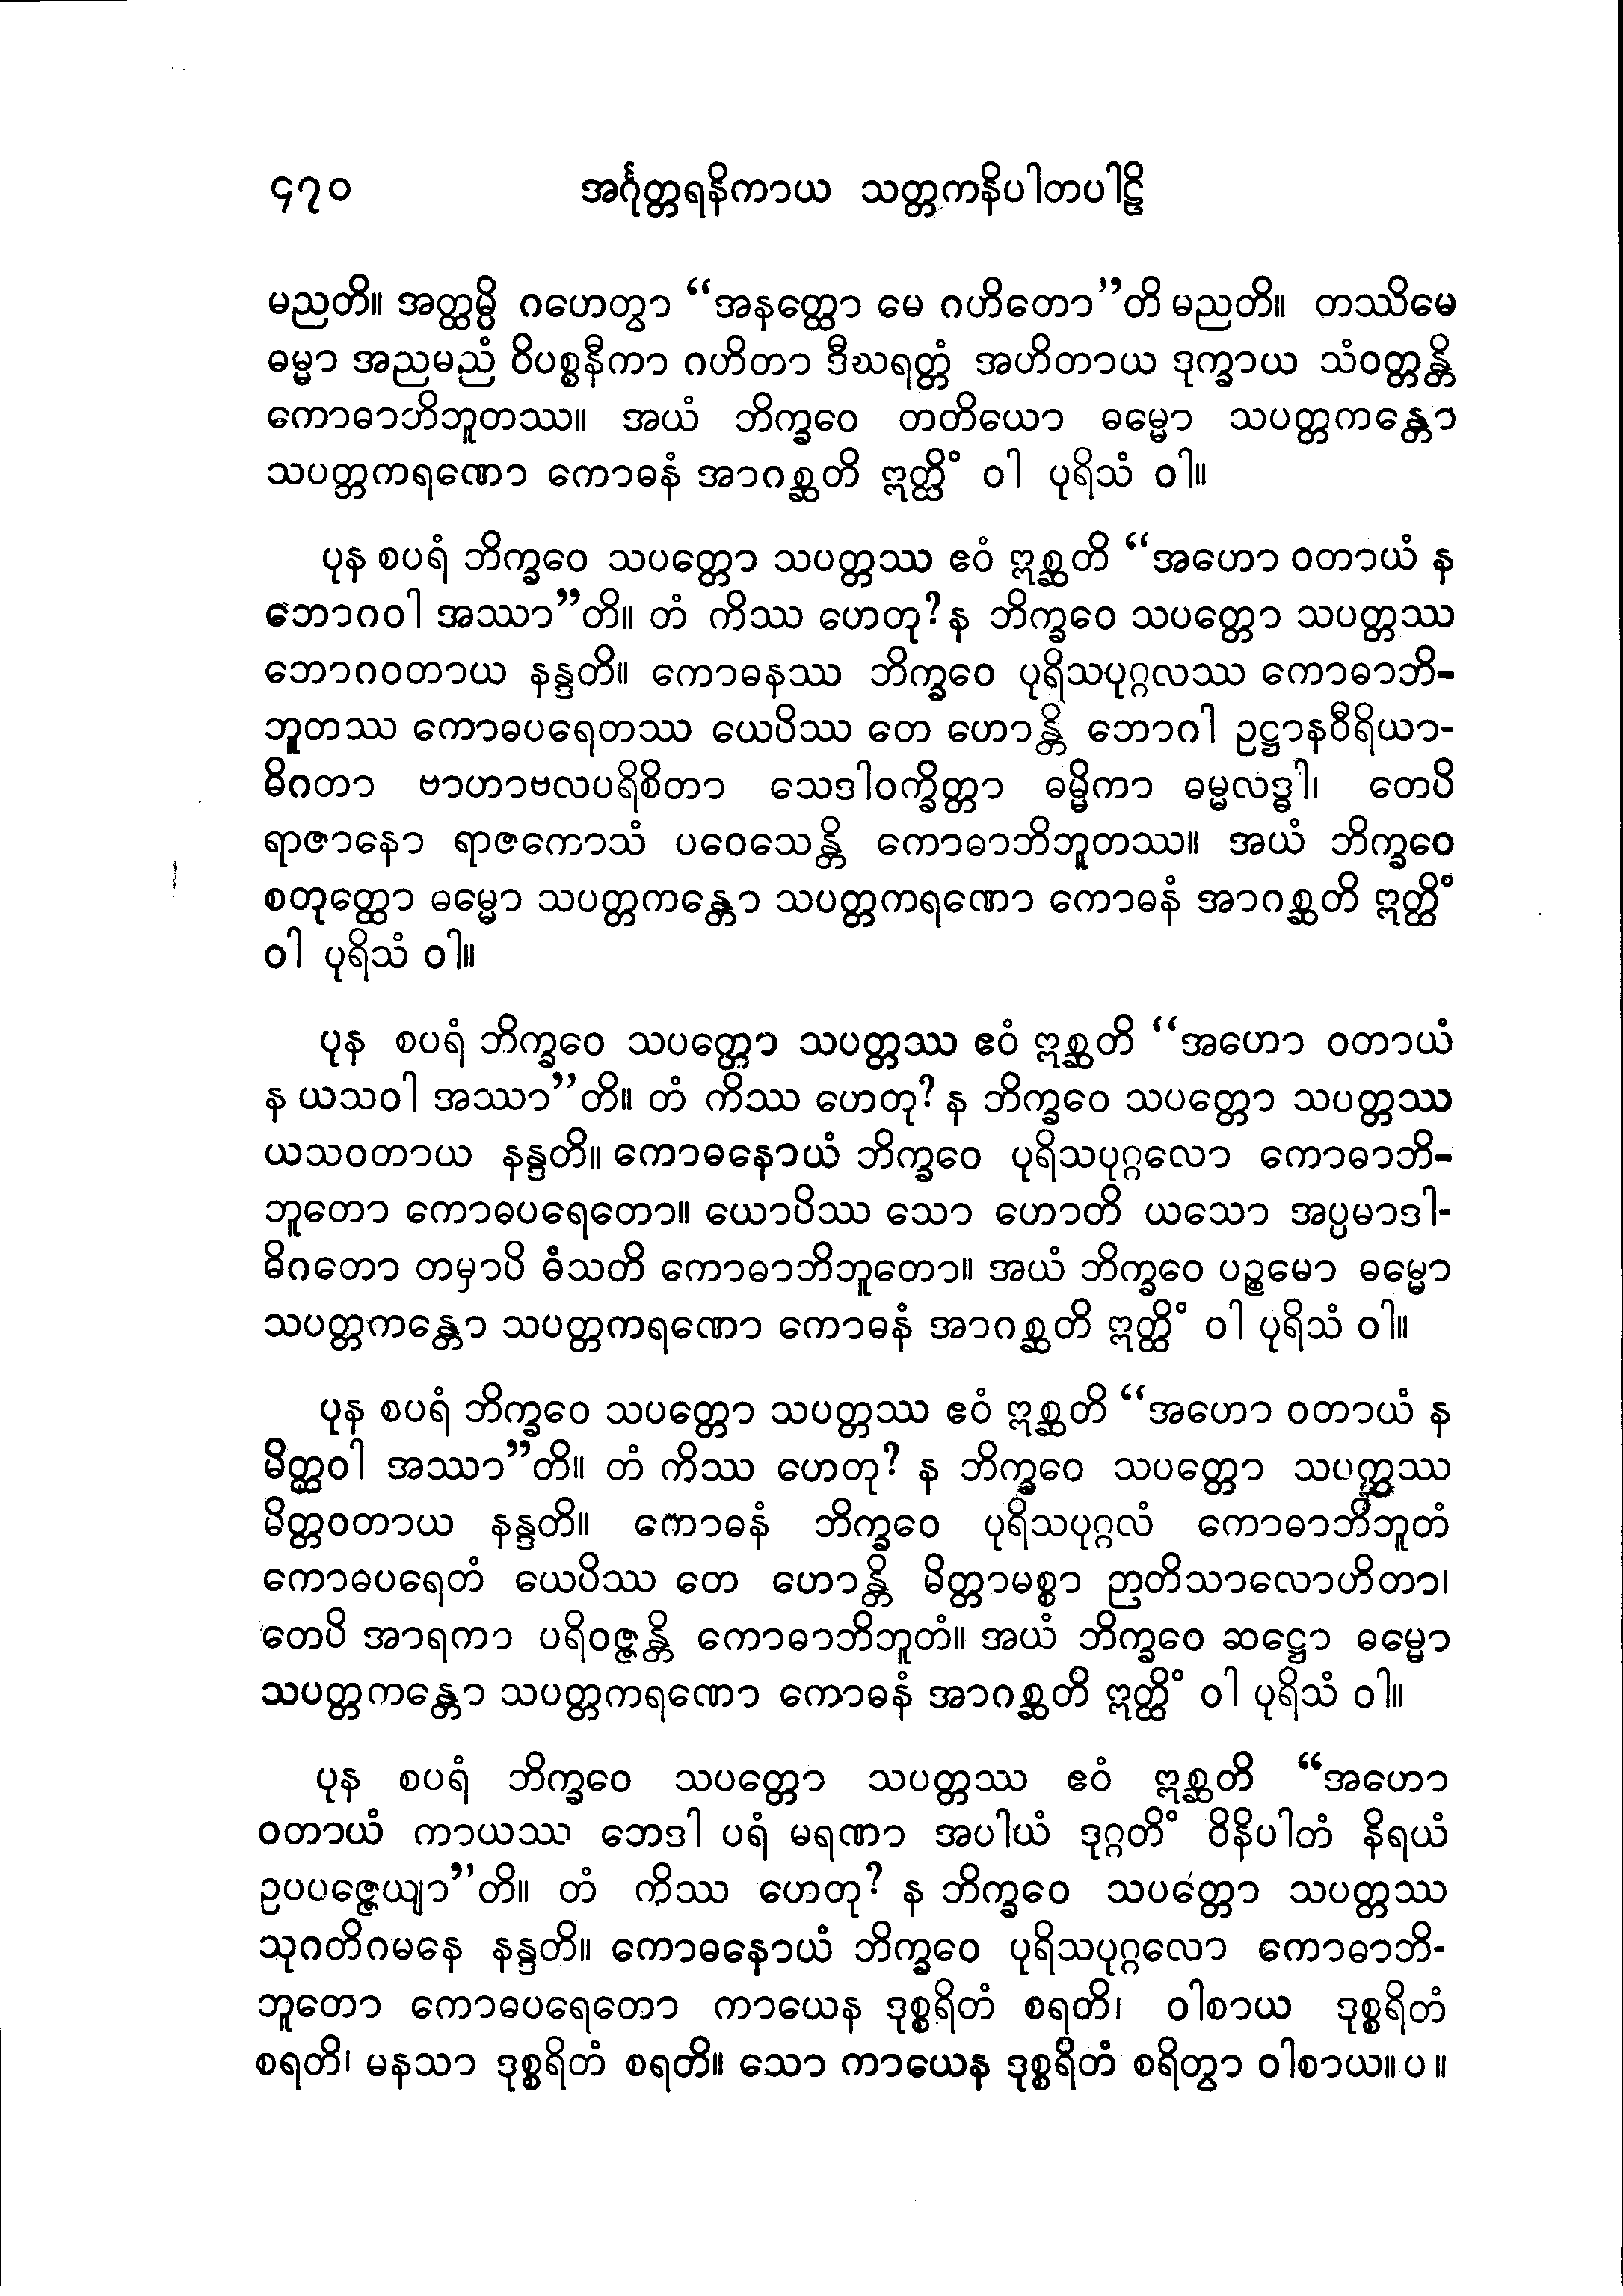 ၄၇၀ အင်္ဂုတ္တရနိကာယ သတ္တကနိပါတပါဠိ
မညတိ။ အတ္ထမ္ပိ ဂဟေတွာ “အနတ္ထော မေ ဂဟိတော”တိ မညတိ။ တဿိမေ
ဓမ္မာ အညမညံ ဝိပစ္စနီကာ ဂဟိတာ ဒီဃရတ္တံ အဟိတာယ ဒုက္ခာယ သံဝတ္တန္တိ
ကောဓာဘိဘူတဿ။ အယံ ဘိက္ခဝေ တတိယော ဓမ္မော သပတ္တကန္တော
သပတ္တကရဏော ကောဓနံ အာဂစ္ဆတိ ဣတ္ထိံ ဝါ ပုရိသံ ဝါ။
ပုန စပရံ ဘိက္ခဝေ သပတ္တော သပတ္တဿ ဧဝံ ဣစ္ဆတိ “အဟော ဝတာယံ န
ဘောဂဝါ အဿာ”တိ။ တံ ကိဿ ဟေတု? န ဘိက္ခဝေ သပတ္တော သပတ္တဿ
ဘောဂဝတာယ နန္ဒတိ။ ကောဓနဿ ဘိက္ခဝေ ပုရိသပုဂ္ဂလဿ ကောဓာဘိ-
ဘူတဿ ကောဓပရေတဿ ယေပိဿ တေ ဟောန္တိ ဘောဂါ ဥဋ္ဌာနဝီရိယာ-
ဓိဂတာ ဗာဟာဗလပရိစိတာ သေဒါဝက္ခိတ္တာ ဓမ္မိကာ ဓမ္မလဒ္ဓါ၊ တေပိ
ရာဇာနော ရာဇကောသံ ပဝေသေန္တိ ကောဓာဘိဘူတဿ။ အယံ ဘိက္ခဝေ
စတုတ္ထော ဓမ္မော သပတ္တကန္တော သပတ္တကရဏော ကောဓနံ အာဂစ္ဆတိ ဣတ္ထိံ
ဝါ ပုရိသံ ဝါ။
ပုန စပရံ ဘိက္ခဝေ သပတ္တော သပတ္တဿ ဧဝံ ဣစ္ဆတိ “အဟော ဝတာယံ
န ယသဝါ အဿာ”တိ။ တံ ကိဿ ဟေတု? န ဘိက္ခဝေ သပတ္တော သပတ္တဿ
ယသဝတာယ နန္ဒတိ။ ကောဓနောယံ ဘိက္ခဝေ ပုရိသပုဂ္ဂလော ကောဓာဘိ-
ဘူတော ကောဓပရေတော။ ယောပိဿ သော ဟောတိ ယသော အပ္ပမာဒါ-
ဓိဂတော တမှာပိ ဓံသတိ ကောဓာဘိဘူတော။ အယံ ဘိက္ခဝေ ပဉ္စမော ဓမ္မော
သပတ္တကန္တော သပတ္တကရဏော ကောဓနံ အာဂစ္ဆတိ ဣတ္ထိံ ဝါ ပုရိသံ ဝါ။
ပုန စပရံ ဘိက္ခဝေ သပတ္တော သပတ္တဿ ဧဝံ ဣစ္ဆတိ “အဟော ဝတာယံ န
မိတ္တဝါ အဿာ”တိ။ တံ ကိဿ ဟေတု? န ဘိက္ခဝေ သပတ္တော သပတ္တဿ
မိတ္တဝတာယ နန္ဒတိ။ ကောဓနံ ဘိက္ခဝေ ပုရိသပုဂ္ဂလံ ကောဓာဘိဘူတံ
ကောဓပရေတံ ယေပိဿ တေ ဟောန္တိ မိတ္တာမစ္စာ ဉာတိသာလောဟိတာ၊
တေပိ အာရကာ ပရိဝဇ္ဇန္တိ ကောဓာဘိဘူတံ။ အယံ ဘိက္ခဝေ ဆဋ္ဌော ဓမ္မော
သပတ္တကန္တော သပတ္တကရဏော ကောဓနံ အာဂစ္ဆတိ ဣတ္ထိံ ဝါ ပုရိသံ ဝါ။
ပုန စပရံ ဘိက္ခဝေ သပတ္တော သပတ္တဿ ဧဝံ ဣစ္ဆတိ “အဟော
ဝတာယံ ကာယဿ ဘေဒါ ပရံ မရဏာ အပါယံ ဒုဂ္ဂတိံ ဝိနိပါတံ နိရယံ
ဥပပဇ္ဇေယျာ”တိ။ တံ ကိဿ ဟေတု? န ဘိက္ခဝေ သပတ္တော သပတ္တဿ
သုဂတိဂမနေ နန္ဒတိ။ ကောဓနောယံ ဘိက္ခဝေ ပုရိသပုဂ္ဂလော ကောဓာဘိ-
ဘူတော ကောဓပရေတော ကာယေန ဒုစ္စရိတံ စရတိ၊ ဝါစာယ ဒုစ္စရိတံ
စရတိ၊ မနသာ ဒုစ္စရိတံ စရတိ။ သော ကာယေန ဒုစ္စရိတံ စရိတွာ ဝါစာယ။ပ။